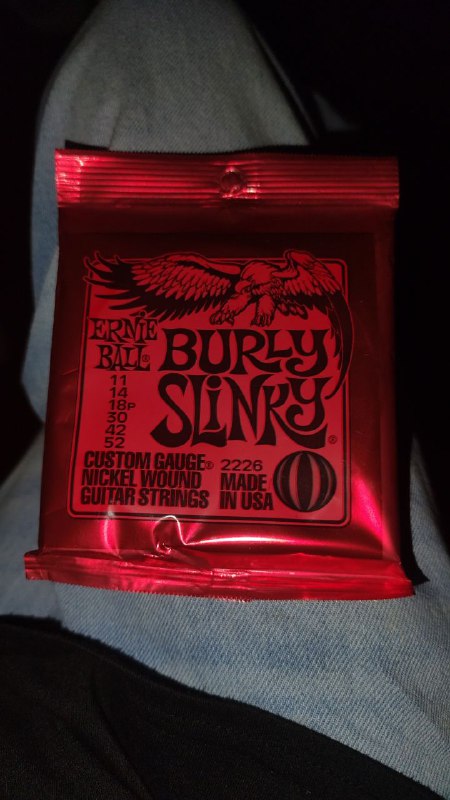 ERNIE
BALL®
BURLY
SLINKY®
11
14
18P
30
42
52
CUSTOM GAUGE®
NICKEL WOUND
GUITAR STRINGS
2226
MADE
IN USA